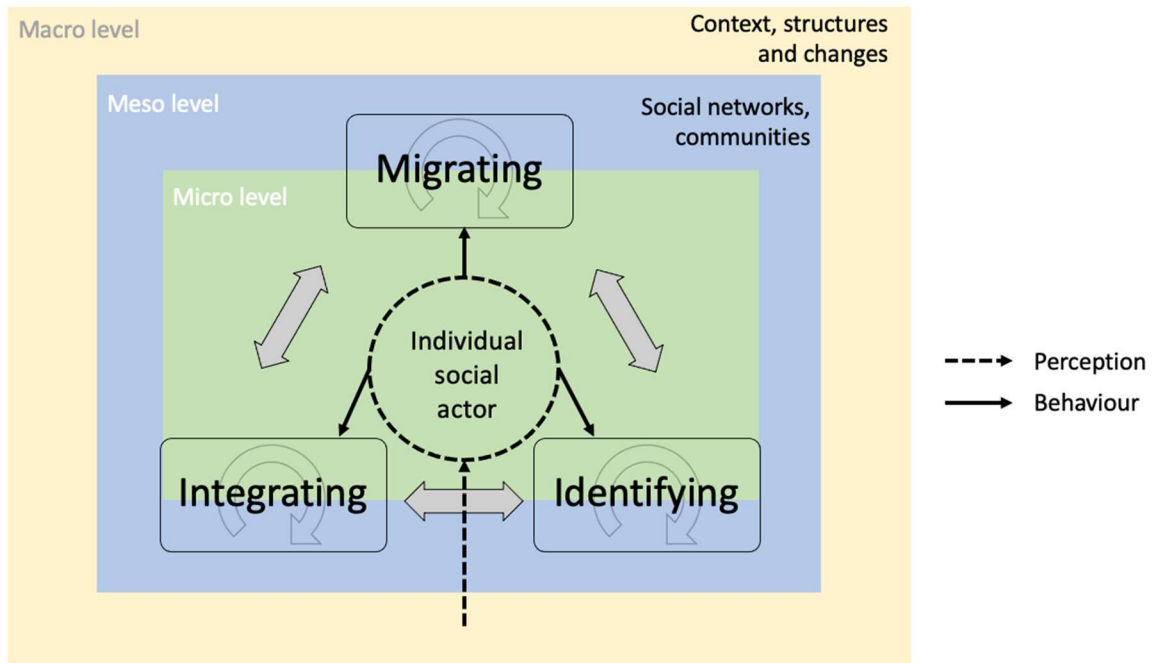 Macro level
Context, structures
and changes
Meso level
Social networks,
communities
Migrating
Micro level
Individual
social
actor
Integrating
Identifying
Perception
Behaviour